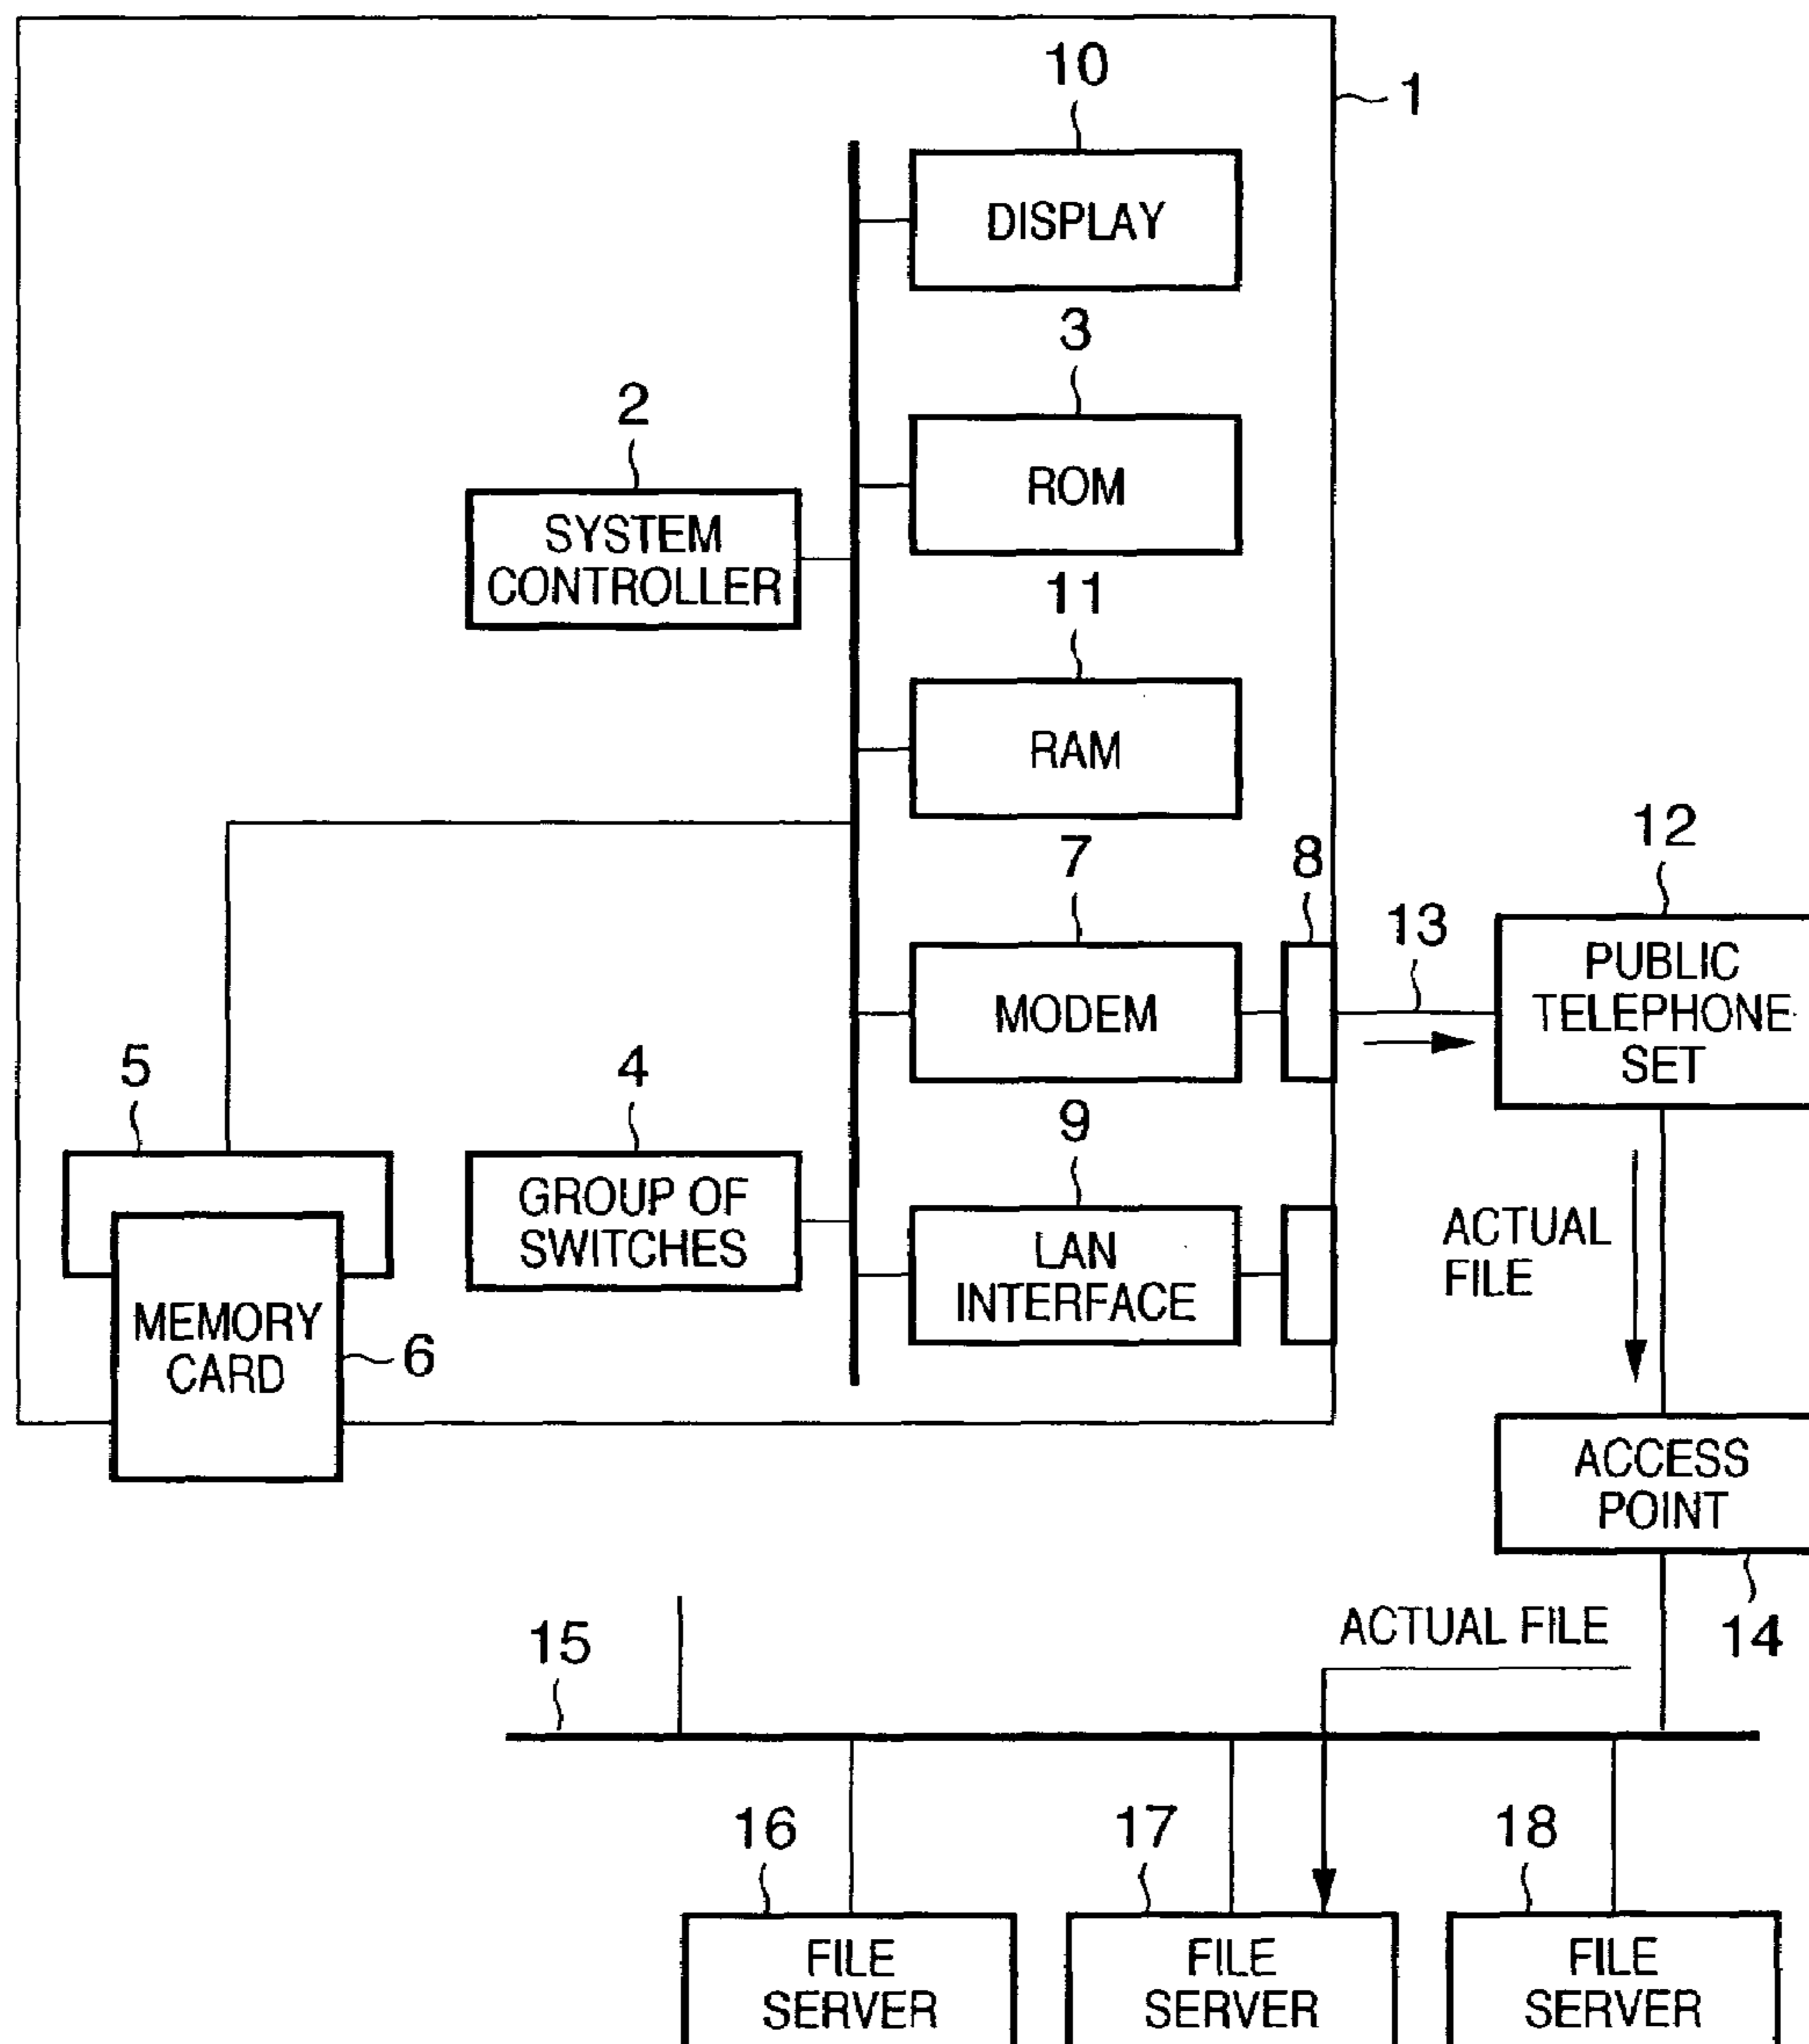 10
1
DISPLAY
3
2
ROM
SYSTEM
CONTROLLER
11
RAM
12
7
8
13
PUBLIC
TELEPHONE
SET
MODEM
5
4
9
GROUP OF
SWITCHES
LAN
INTERFACE
ACTUAL
FILE
MEMORY
CARD
6
ACCESS
POINT
14
ACTUAL FILE
15
16
17
18
FILE
SERVER
FILE
SERVER
FILE
SERVER